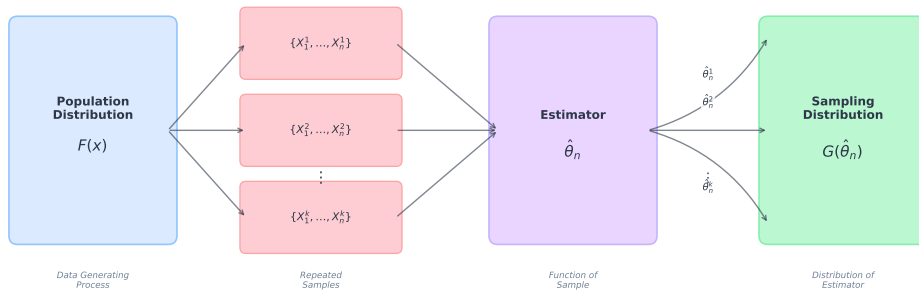 Population
Distribution
F(x)
{X₁¹, ..., Xₙ¹}
{X₁², ..., Xₙ²}
⋮
{X₁ᵏ, ..., Xₙᵏ}
Estimator
θ̂ₙ
θ̂ₙ¹
θ̂ₙ²
⋮
θ̂ₙᵏ
Sampling
Distribution
G(θ̂ₙ)
Data Generating
Process
Repeated
Samples
Function of
Sample
Distribution of
Estimator